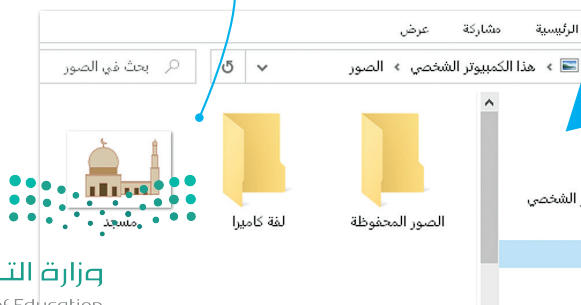 الرئيسية مشاركة عرض
هذا الكمبيوتر الشخصي › الصور
بحث في الصور
الشخصي
الصور المحفوظة
لفة كاميرا
مسجد
وزارة
of Education